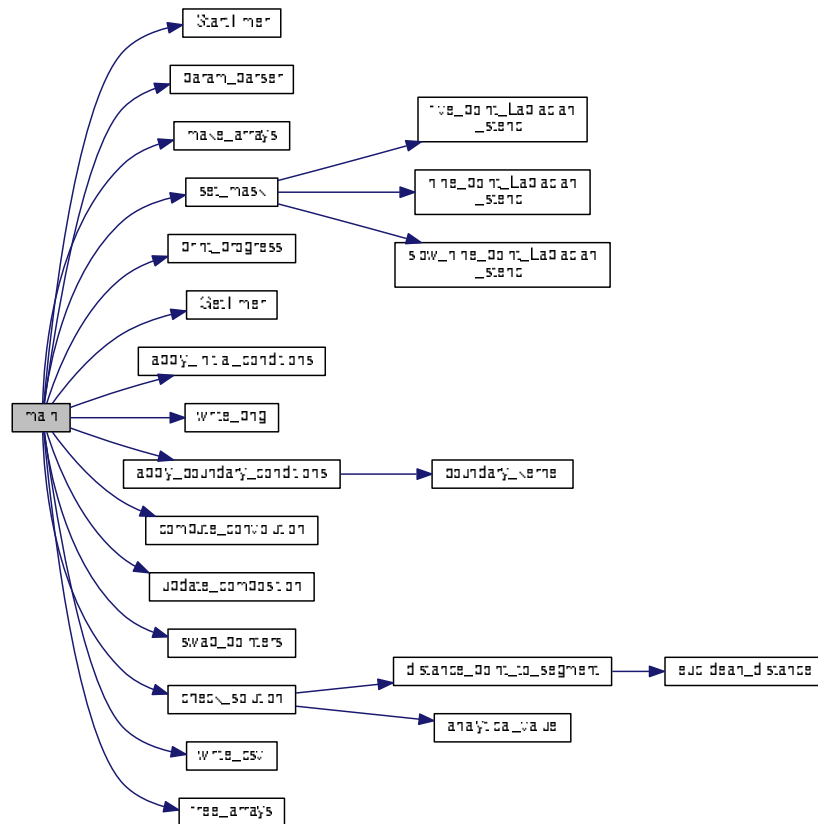 StartTimer
param_parser
make_arrays
five_point_Laplacian
_stencil
set_mask
nine_point_Laplacian
_stencil
print_progress
slow_nine_point_Laplacian
_stencil
GetTimer
apply_initial_conditions
main
write_png
apply_boundary_conditions
boundary_kernel
compute_convolution
update_composition
swap_pointers
distance_point_to_segment
euclidean_distance
check_solution
analytical_value
write_csv
free_arrays